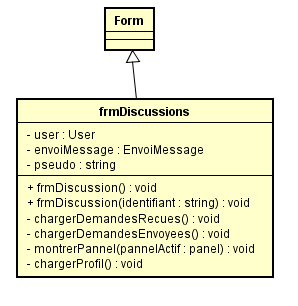 Form
frmDiscussions
- user : User
- envoiMessage : EnvoiMessage
- pseudo : string
+ frmDiscussion() : void
+ frmDiscussion(identifiant : string) : void
- chargerDemandesRecues() : void
- chargerDemandesEnvoyees() : void
- montrerPannel(pannelActif : panel) : void
- chargerProfil() : void